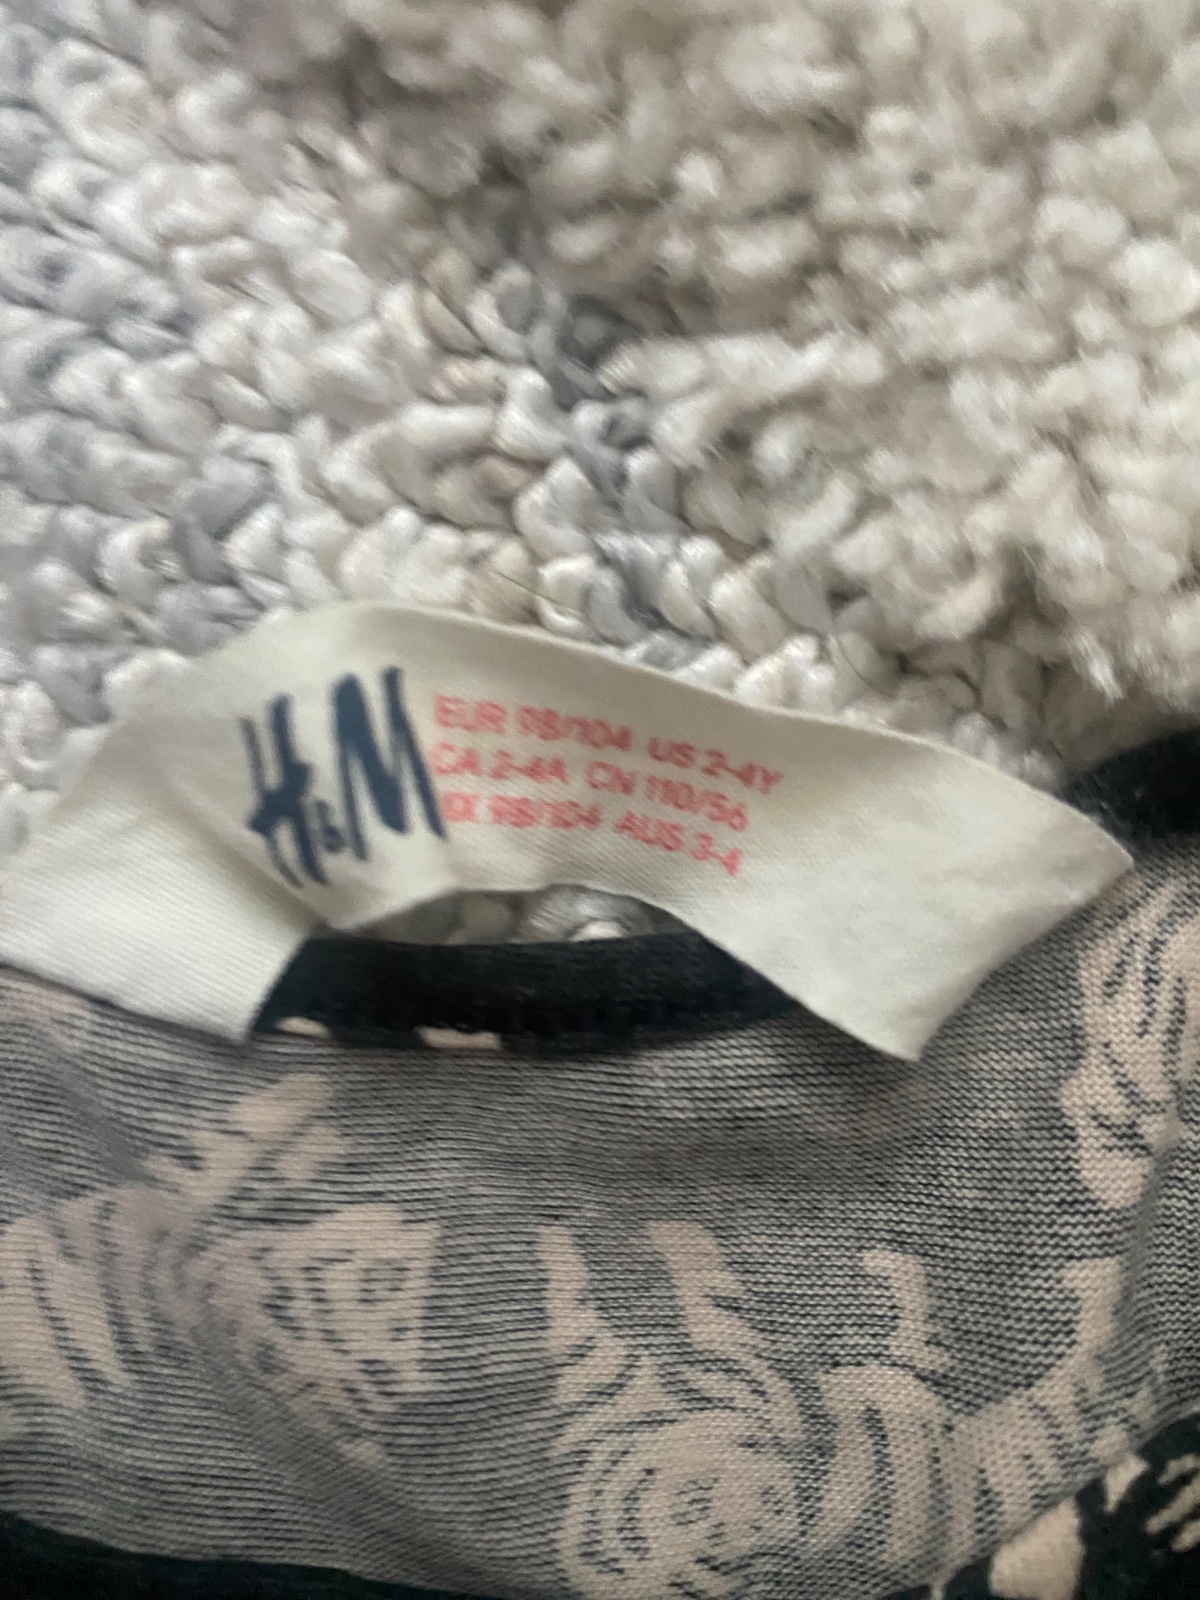 H&M
EUR 98/104 US 2-4Y
CA 2-4A CN 110/56
MX 98/104 AUS 3-4